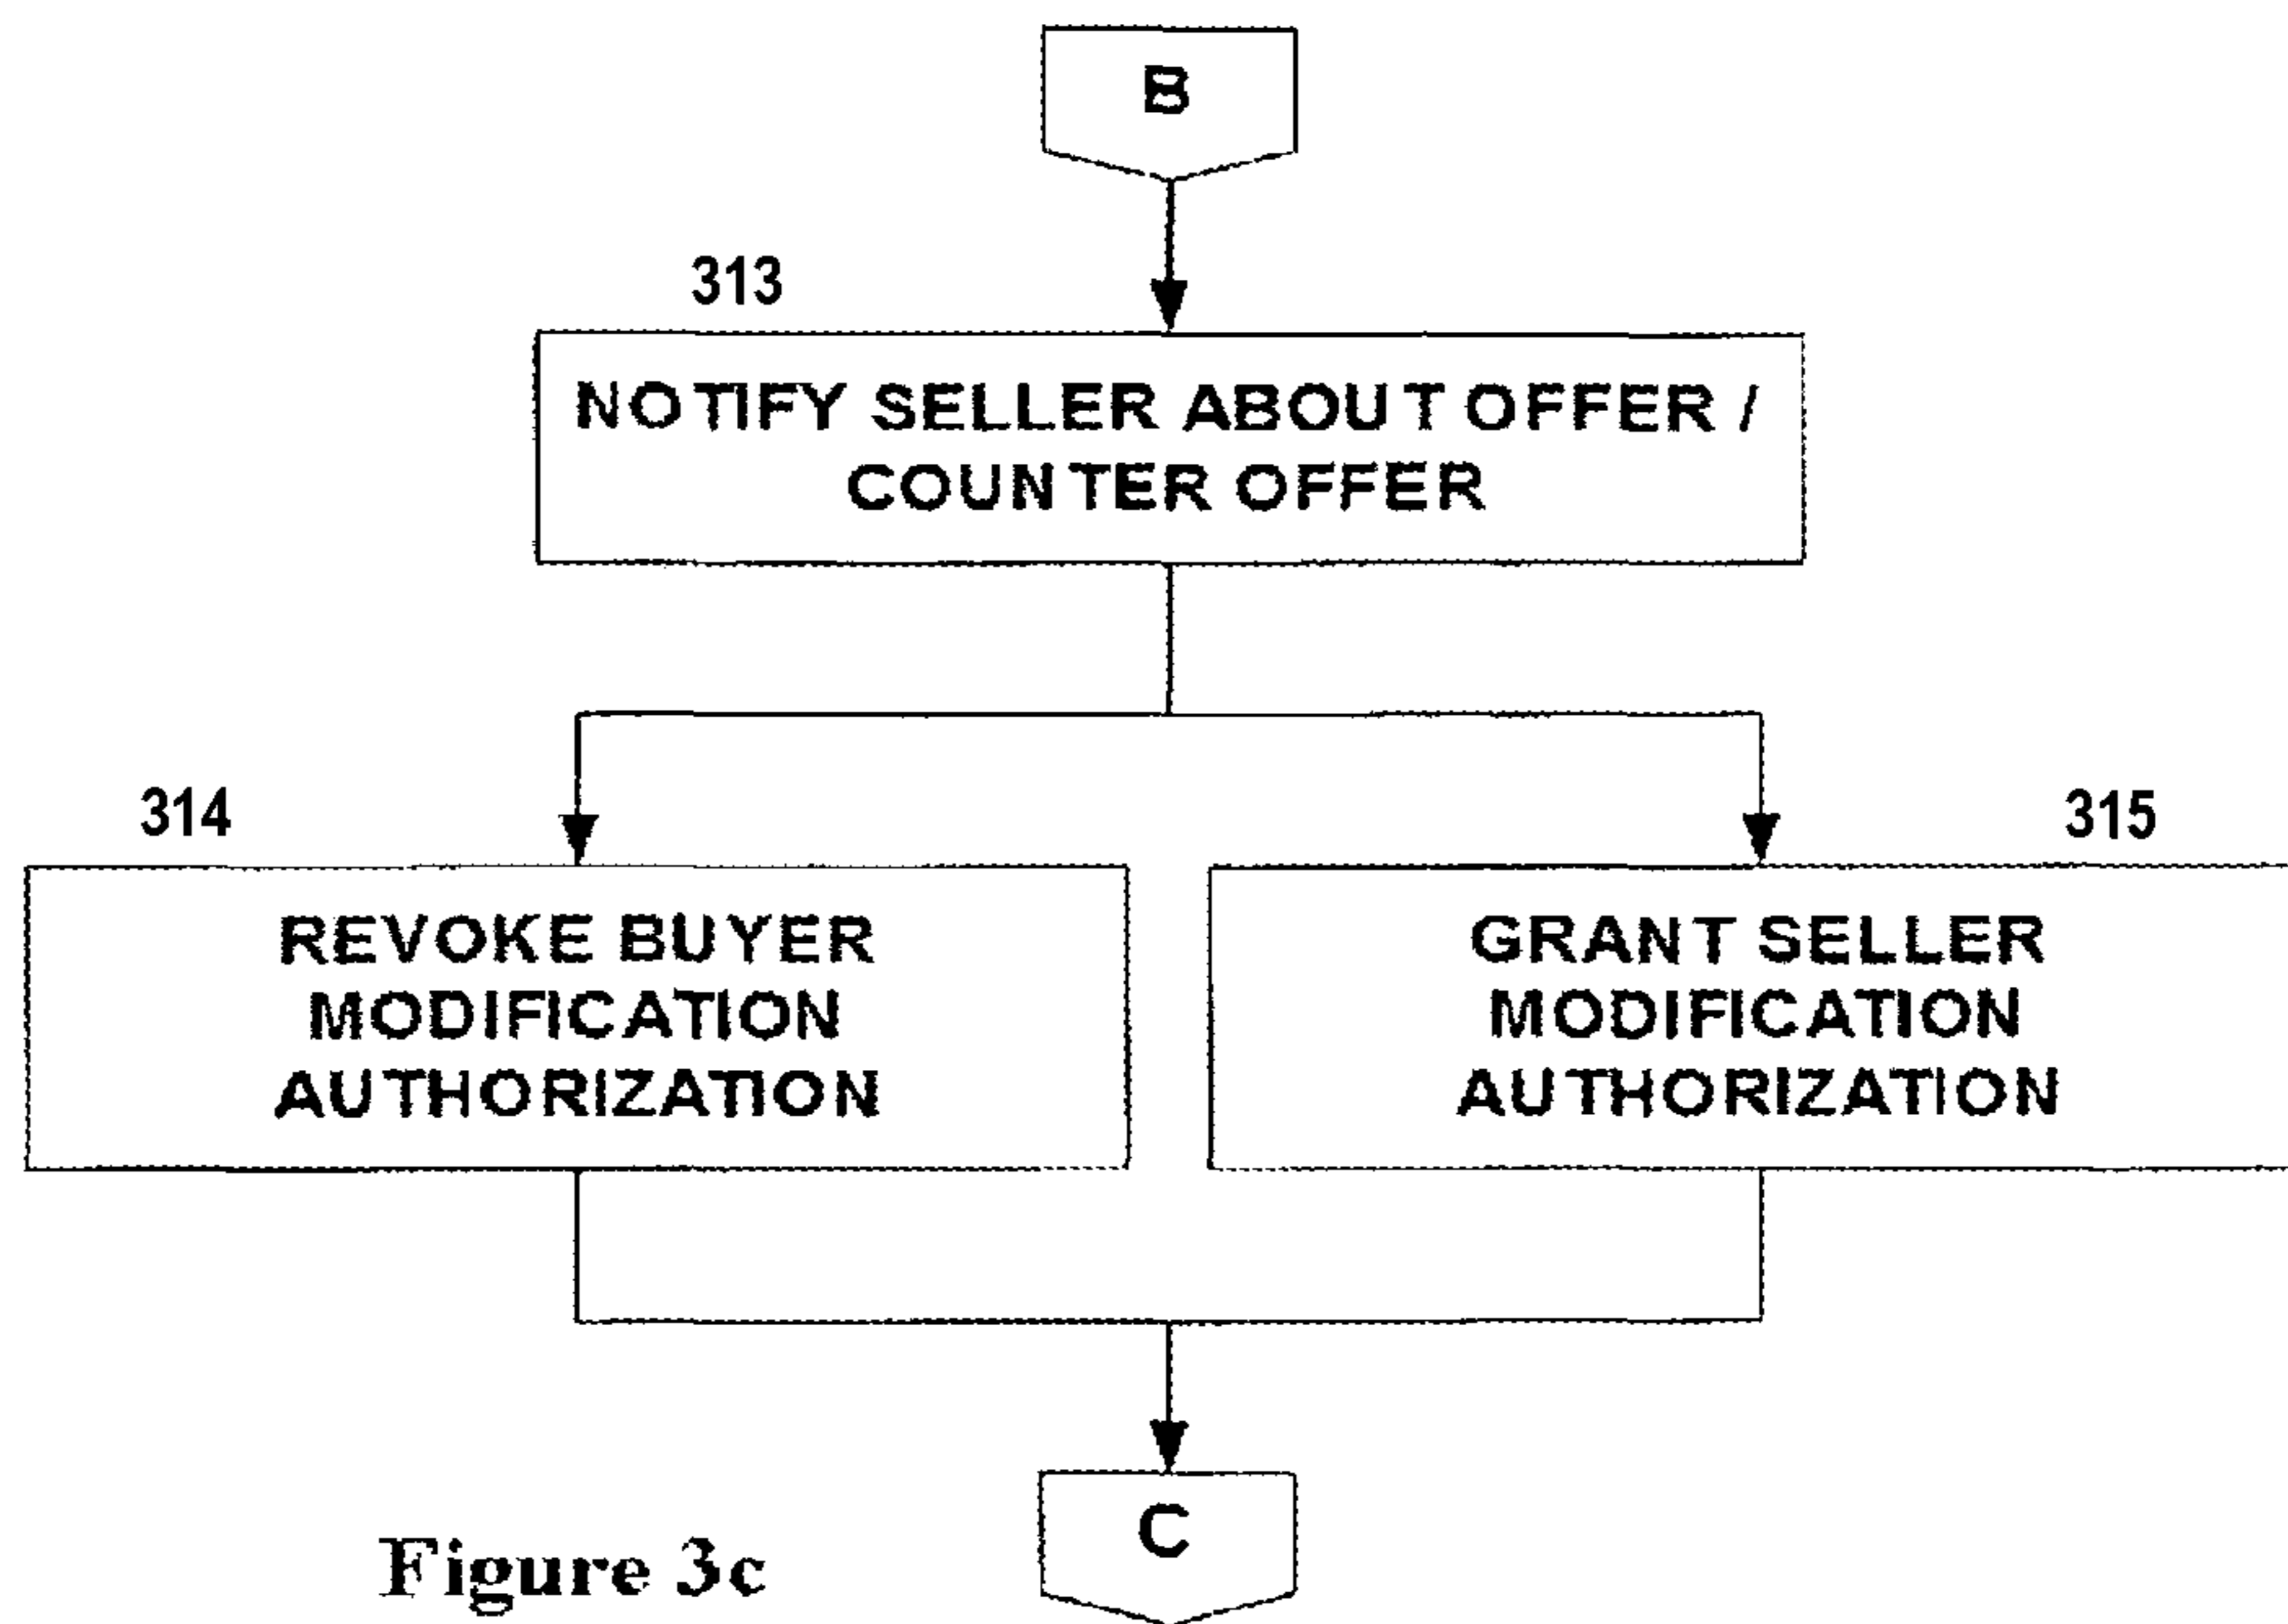 B
313
NOTIFY SELLER ABOUT OFFER /
COUNTER OFFER
314
REVOKE BUYER
MODIFICATION
AUTHORIZATION
315
GRANT SELLER
MODIFICATION
AUTHORIZATION
C
Figure 3c